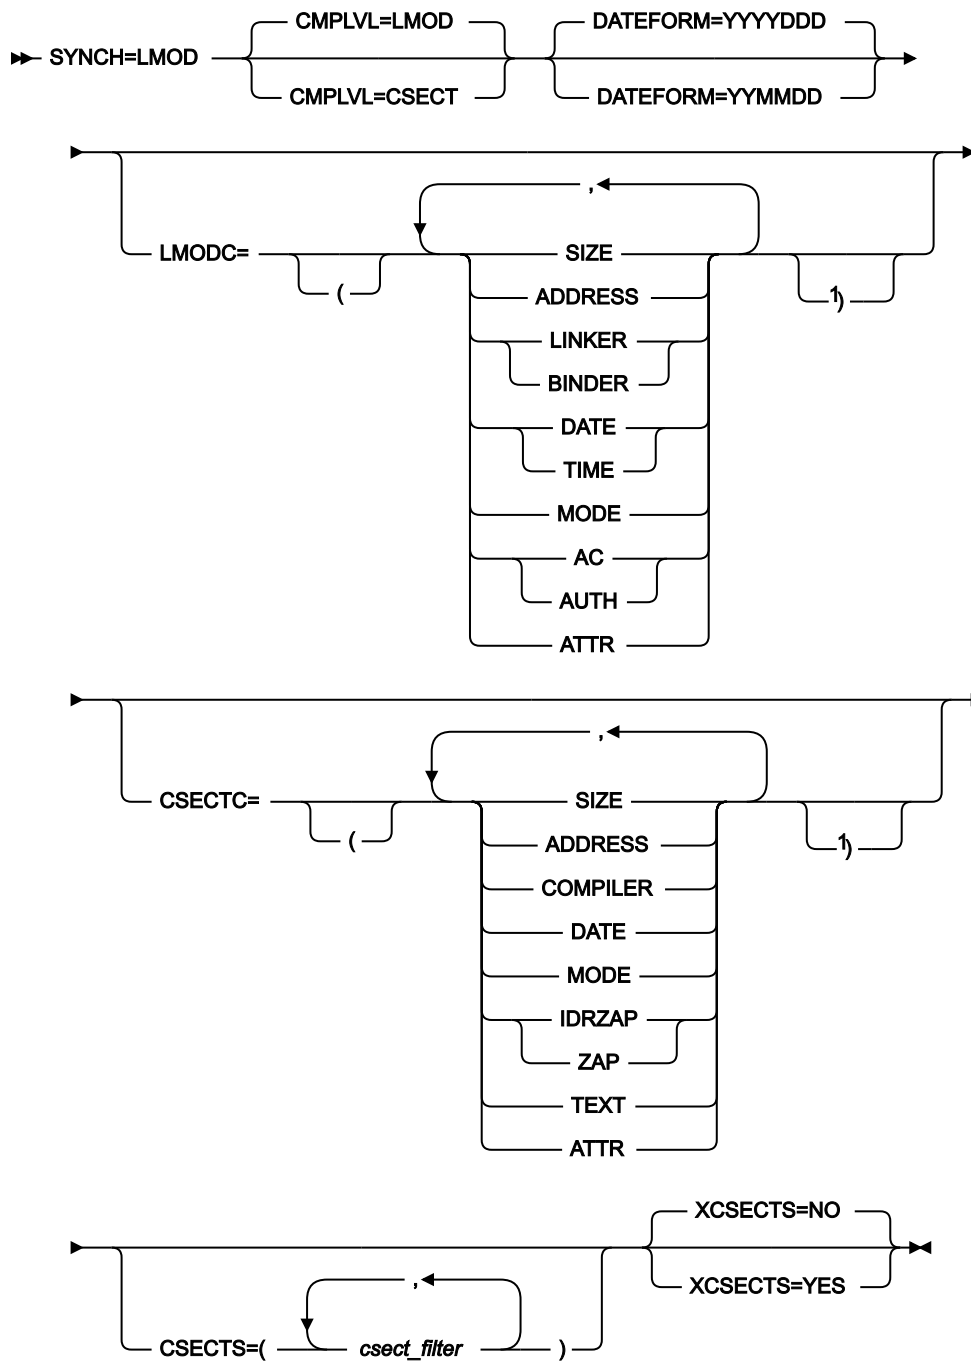 CMPLVL=LMOD DATEFORM=YYYYDDD
SYNCH=LMOD
CMPLVL=CSECT DATEFORM=YYMMDD
,
LMODC= SIZE
( 1)
ADDRESS
LINKER
BINDER
DATE
TIME
MODE
AC
AUTH
ATTR
,
CSECTC= SIZE
( 1)
ADDRESS
COMPILER
DATE
MODE
IDRZAP
ZAP
TEXT
ATTR
XCSECTS=NO
, XCSECTS=YES
CSECTS=( csect_filter )